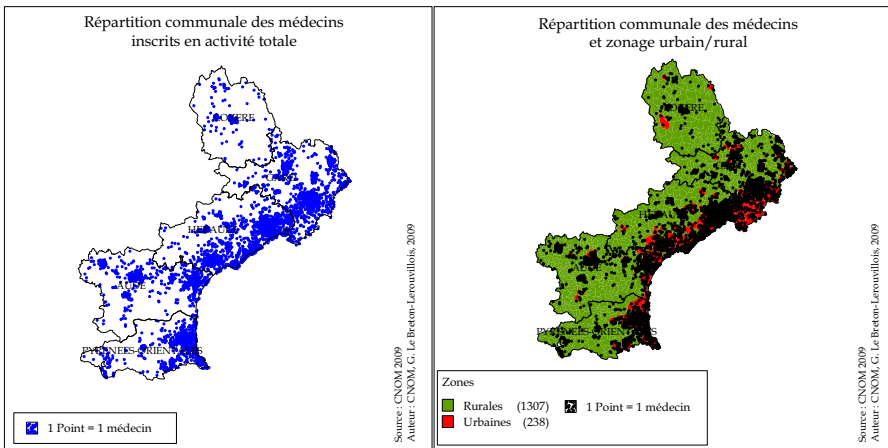 Répartition communale des médecins
inscrits en activité totale
LOZERE
GARD
HERAULT
AUDE
PYRENEES-ORIENTALES
1 Point = 1 médecin
Source : CNOM 2009
Auteur : CNOM, G. Le Breton-Lerouvillois, 2009
Répartition communale des médecins
et zonage urbain/rural
LOZERE
HERAULT
AUDE
PYRENEES-ORIENTALES
Zones
Rurales (1307)
Urbaines (238)
1 Point = 1 médecin
Source : CNOM 2009
Auteur : CNOM, G. Le Breton-Lerouvillois, 2009